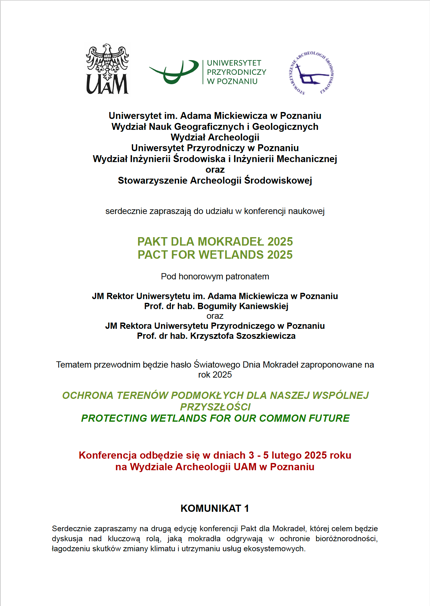 UAM
UNIWERSYTET
PRZYRODNICZY
W POZNANIU
STOWARZYSZENIE ARCHEOLOGII ŚRODOWISKOWEJ
Uniwersytet im. Adama Mickiewicza w Poznaniu
Wydział Nauk Geograficznych i Geologicznych
Wydział Archeologii
Uniwersytet Przyrodniczy w Poznaniu
Wydział Inżynierii Środowiska i Inżynierii Mechanicznej
oraz
Stowarzyszenie Archeologii Środowiskowej
serdecznie zapraszają do udziału w konferencji naukowej
PAKT DLA MOKRADEŁ 2025
PACT FOR WETLANDS 2025
Pod honorowym patronatem
JM Rektor Uniwersytetu im. Adama Mickiewicza w Poznaniu
Prof. dr hab. Bogumiły Kaniewskiej
oraz
JM Rektora Uniwersytetu Przyrodniczego w Poznaniu
Prof. dr hab. Krzysztofa Szoszkiewicza
Tematem przewodnim będzie hasło Światowego Dnia Mokradeł zaproponowane na
rok 2025
OCHRONA TERENÓW PODMOKŁYCH DLA NASZEJ WSPÓLNEJ
PRZYSZŁOŚCI
PROTECTING WETLANDS FOR OUR COMMON FUTURE
Konferencja odbędzie się w dniach 3 - 5 lutego 2025 roku
na Wydziale Archeologii UAM w Poznaniu
KOMUNIKAT 1
Serdecznie zapraszamy na drugą edycję konferencji Pakt dla Mokradeł, której celem będzie
dyskusja nad kluczową rolą, jaką mokradła odgrywają w ochronie bioróżnorodności,
łagodzeniu skutków zmiany klimatu i utrzymaniu usług ekosystemowych.